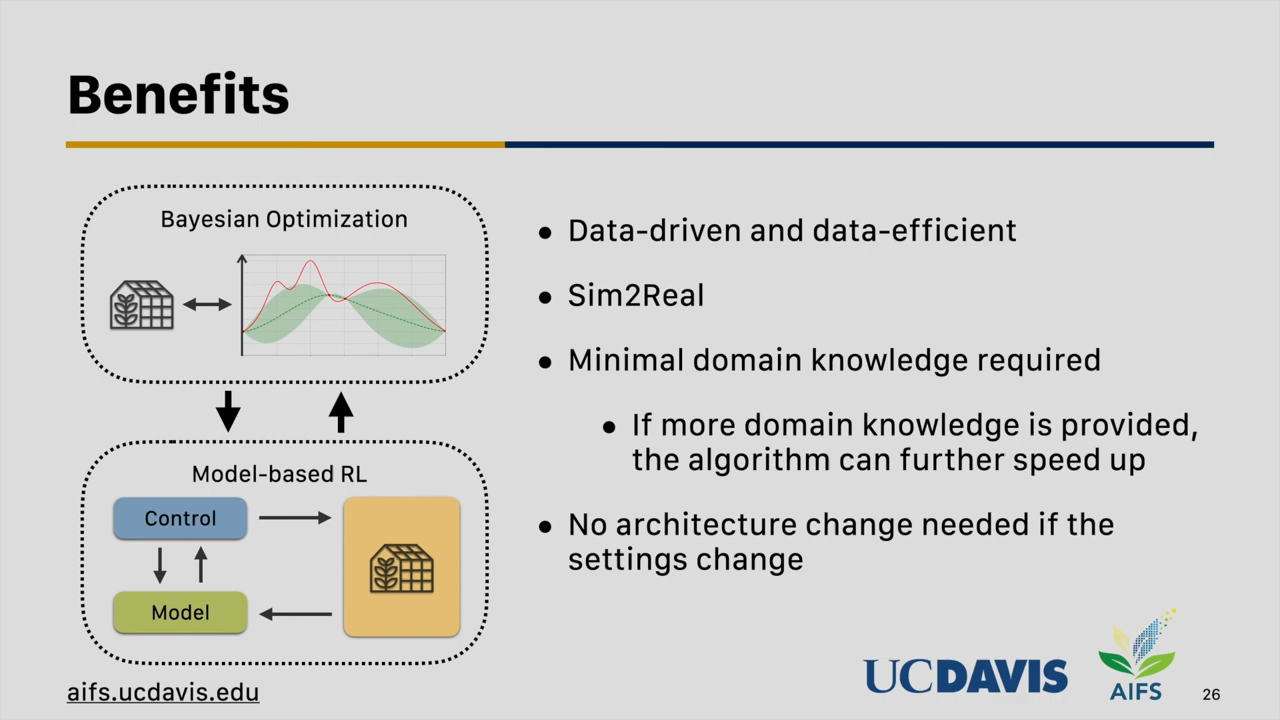 Benefits
Bayesian Optimization
Model-based RL
Control
Model
• Data-driven and data-efficient
• Sim2Real
• Minimal domain knowledge required
• If more domain knowledge is provided,
the algorithm can further speed up
• No architecture change needed if the
settings change
aifs.ucdavis.edu
UCDAVIS
AIFS
26